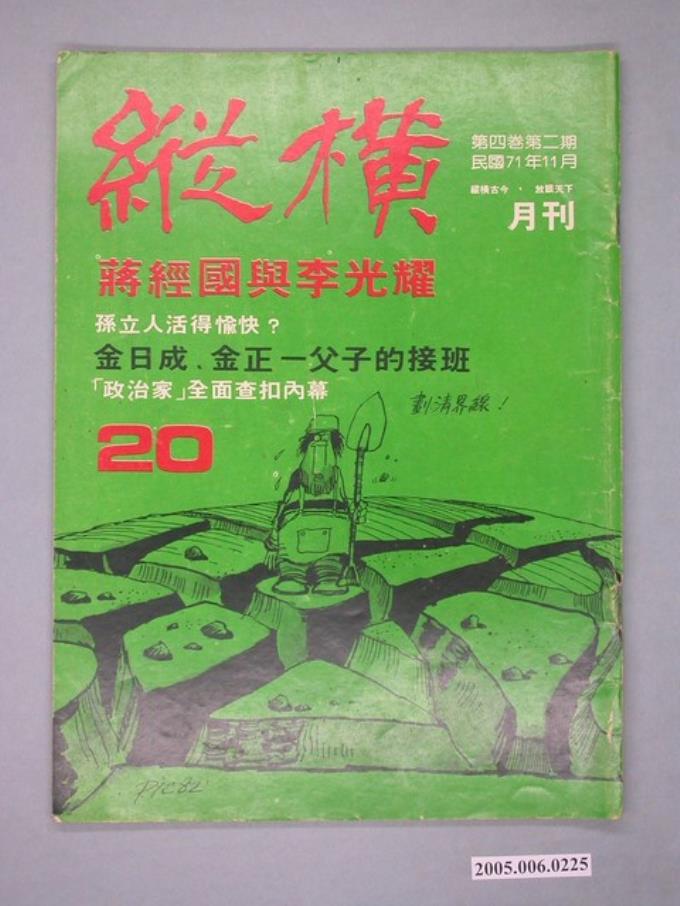 縱橫
第四卷第二期
民國71年11月
縱橫古今・放眼天下
月刊
蔣經國與李光耀
孫立人活得愉快？
金日成、金正一父子的接班
「政治家」全面查扣內幕
劃清界線！
20
PIC 82
2005.006.0225